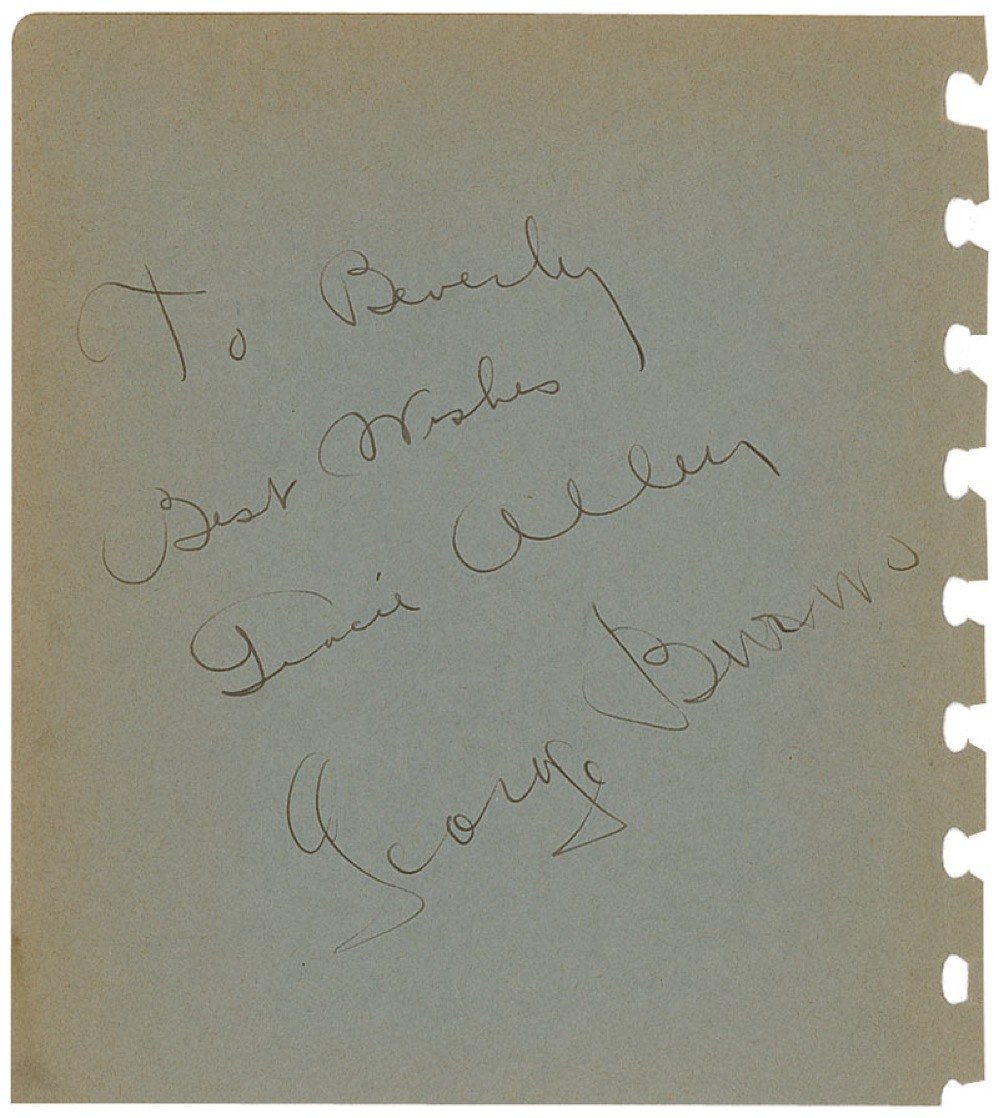 To Beverly
Best Wishes
Gracie Allen
George Burns